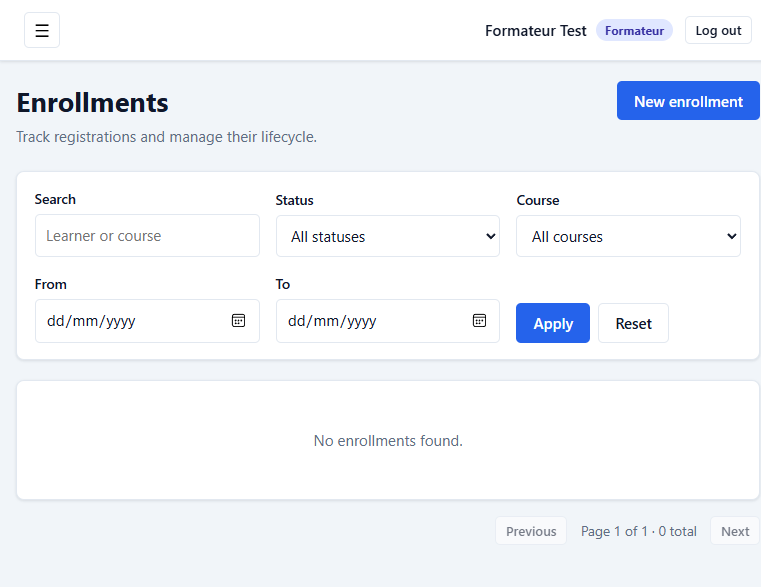 ☰
Formateur Test Formateur Log out
Enrollments
New enrollment
Track registrations and manage their lifecycle.
Search Status Course
Learner or course All statuses All courses
From To
dd/mm/yyyy dd/mm/yyyy Apply Reset
No enrollments found.
Previous Page 1 of 1 · 0 total Next